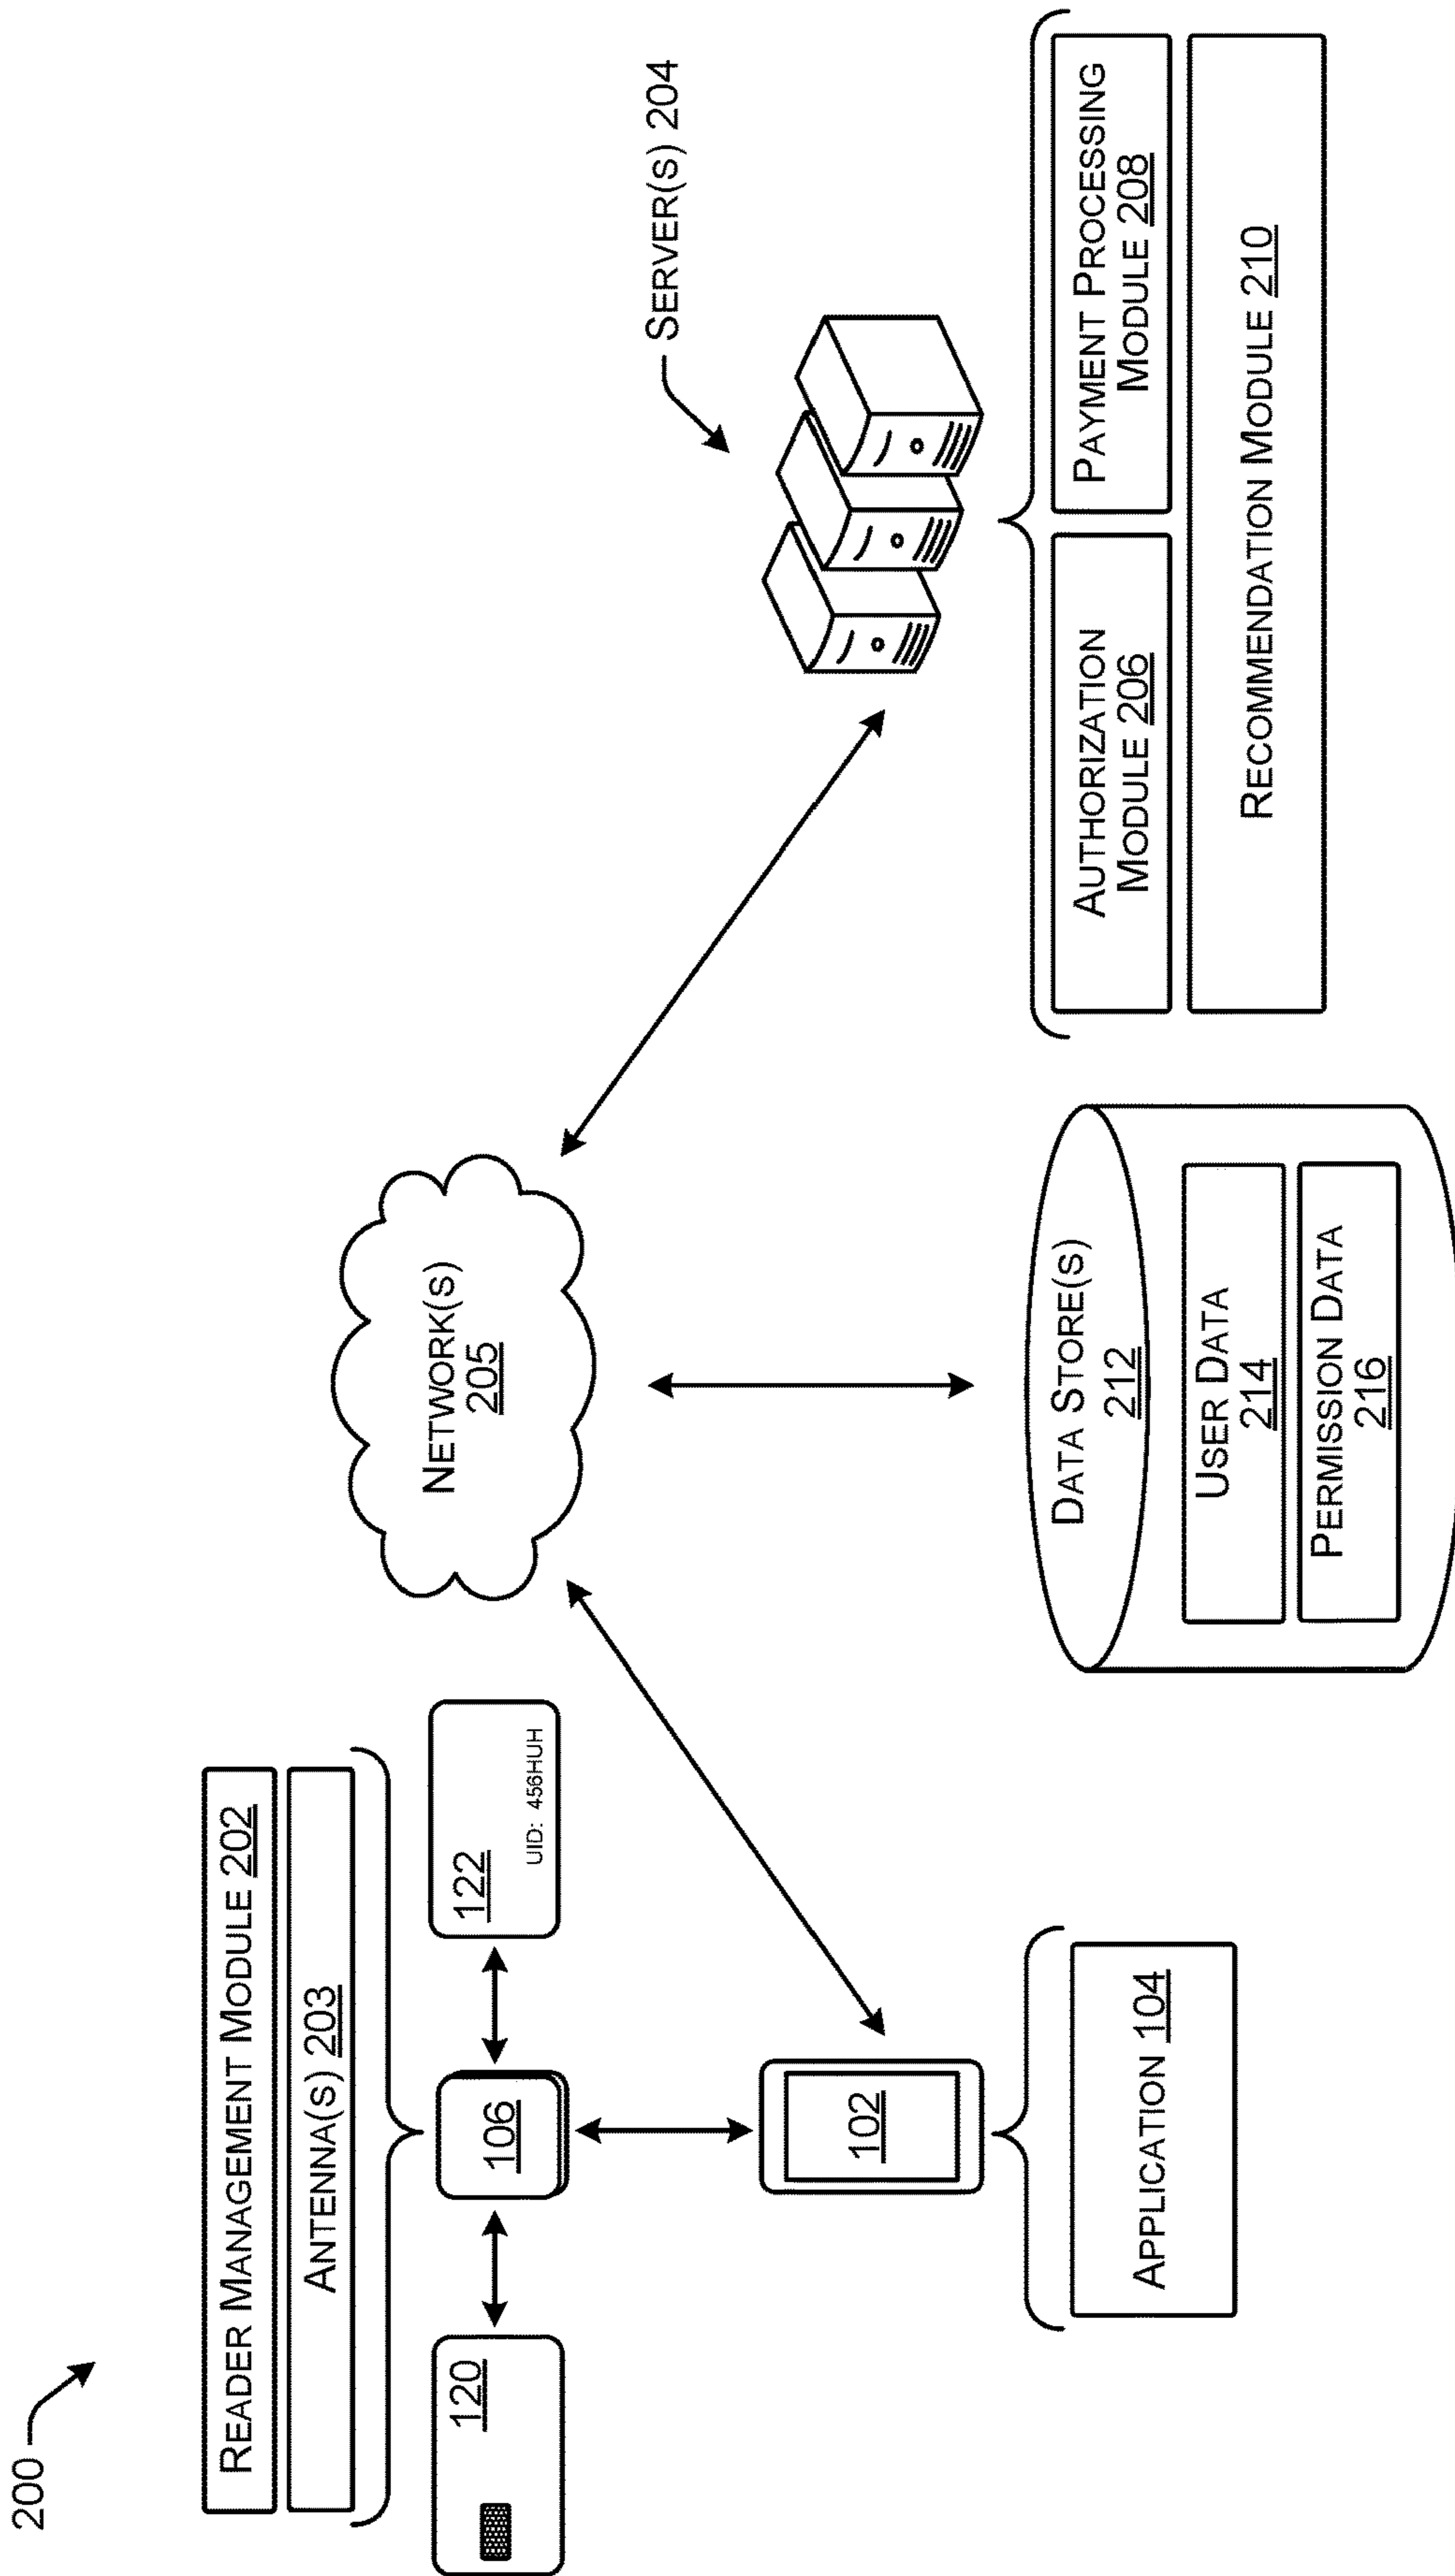 200
READER MANAGEMENT MODULE 202
ANTENNA(S) 203
120
106
122
UID: 456HUH
102
APPLICATION 104
NETWORK(S)
205
DATA STORE(S)
212
USER DATA
214
PERMISSION DATA
216
SERVER(S) 204
AUTHORIZATION
MODULE 206
PAYMENT PROCESSING
MODULE 208
RECOMMENDATION MODULE 210